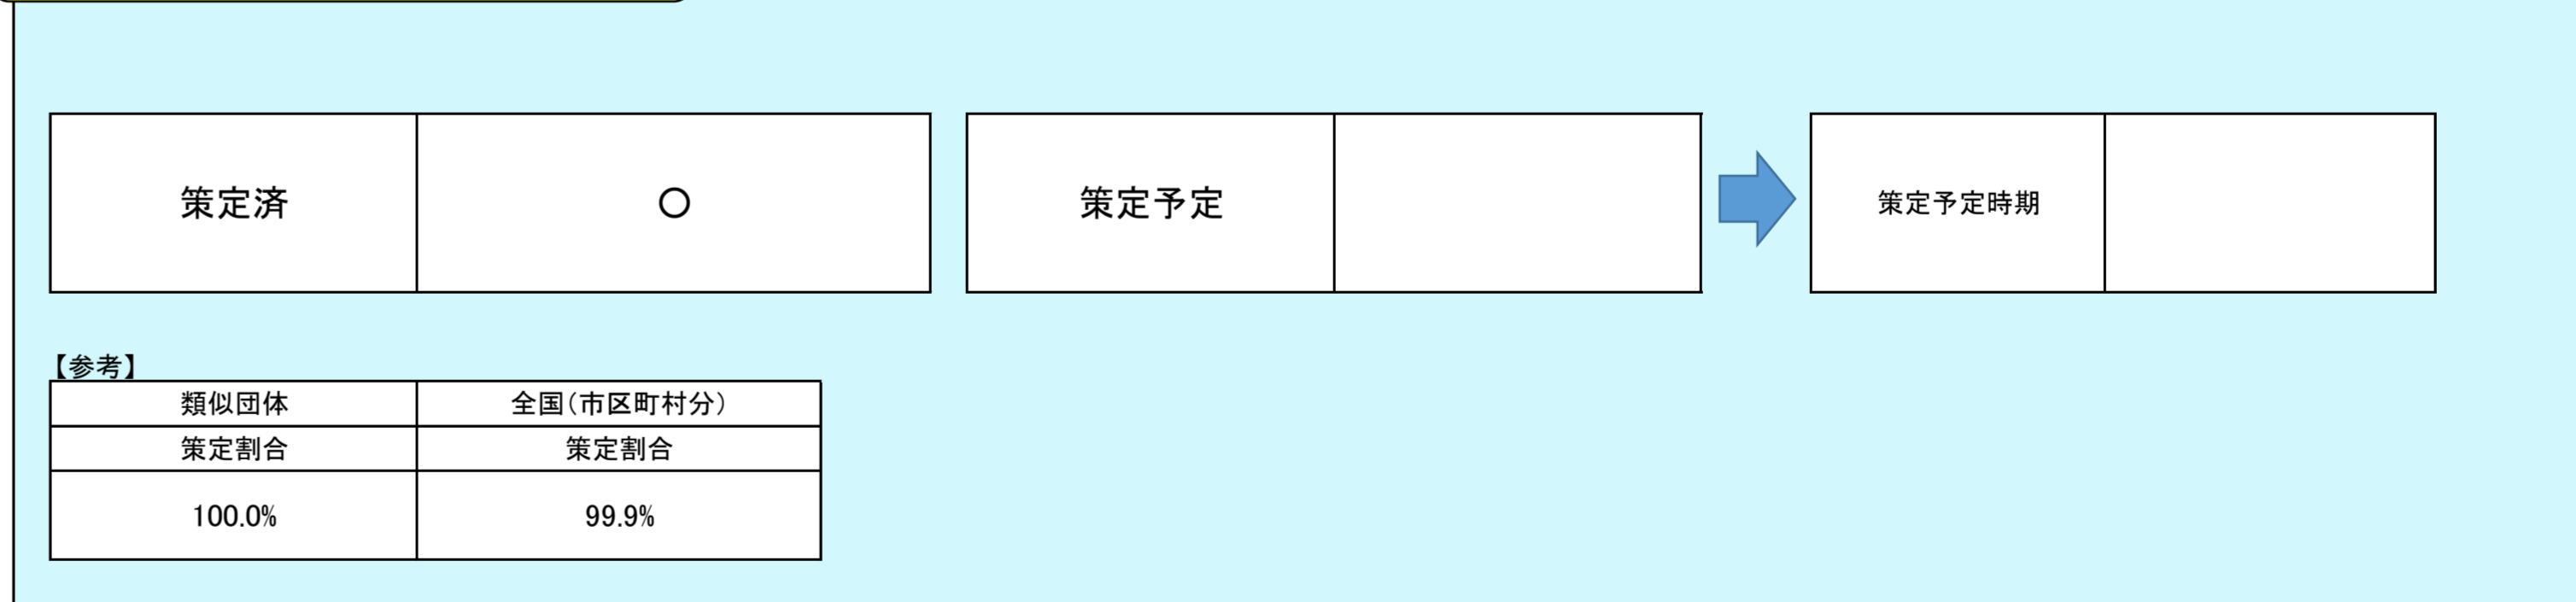 策定済 ○ 策定予定 策定予定時期
【参考】
類似団体 全国（市区町村分）
策定割合 策定割合
100.0% 99.9%